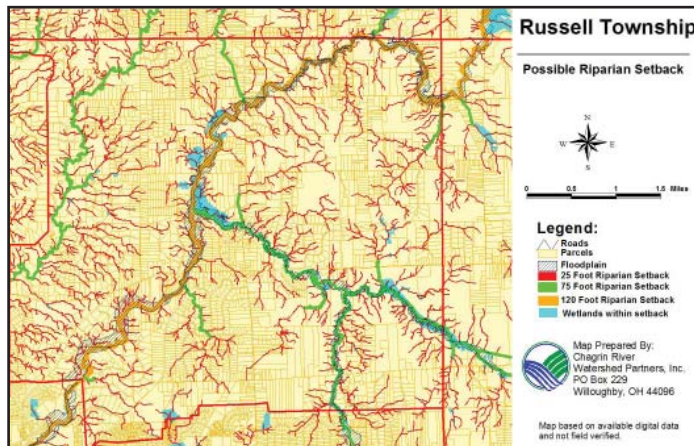 Russell Township
Possible Riparian Setback
N
W E
S
0 0.5 1 1.5 Miles
Legend:
Roads
Parcels
Floodplain
25 Foot Riparian Setback
75 Foot Riparian Setback
120 Foot Riparian Setback
Wetlands within setback
Map Prepared By:
Chagrin River
Watershed Partners, Inc.
PO Box 229
Willoughby, OH 44096
Map based on available digital data
and not field verified.